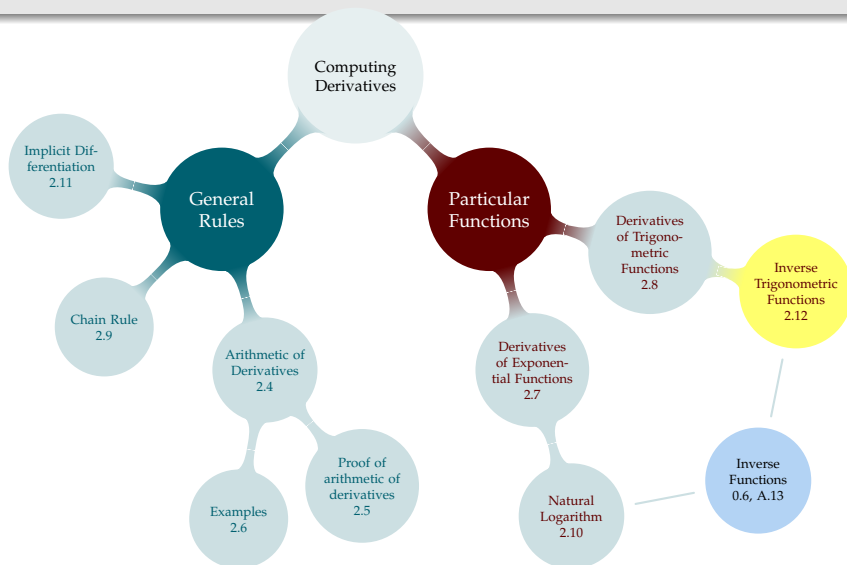 Computing
Derivatives
Implicit Dif-
ferentiation
2.11
General
Rules
Particular
Functions
Derivatives
of Trigono-
metric
Functions
2.8
Inverse
Trigonometric
Functions
2.12
Chain Rule
2.9
Arithmetic of
Derivatives
2.4
Derivatives
of Exponen-
tial Functions
2.7
Examples
2.6
Proof of
arithmetic of
derivatives
2.5
Natural
Logarithm
2.10
Inverse
Functions
0.6, A.13